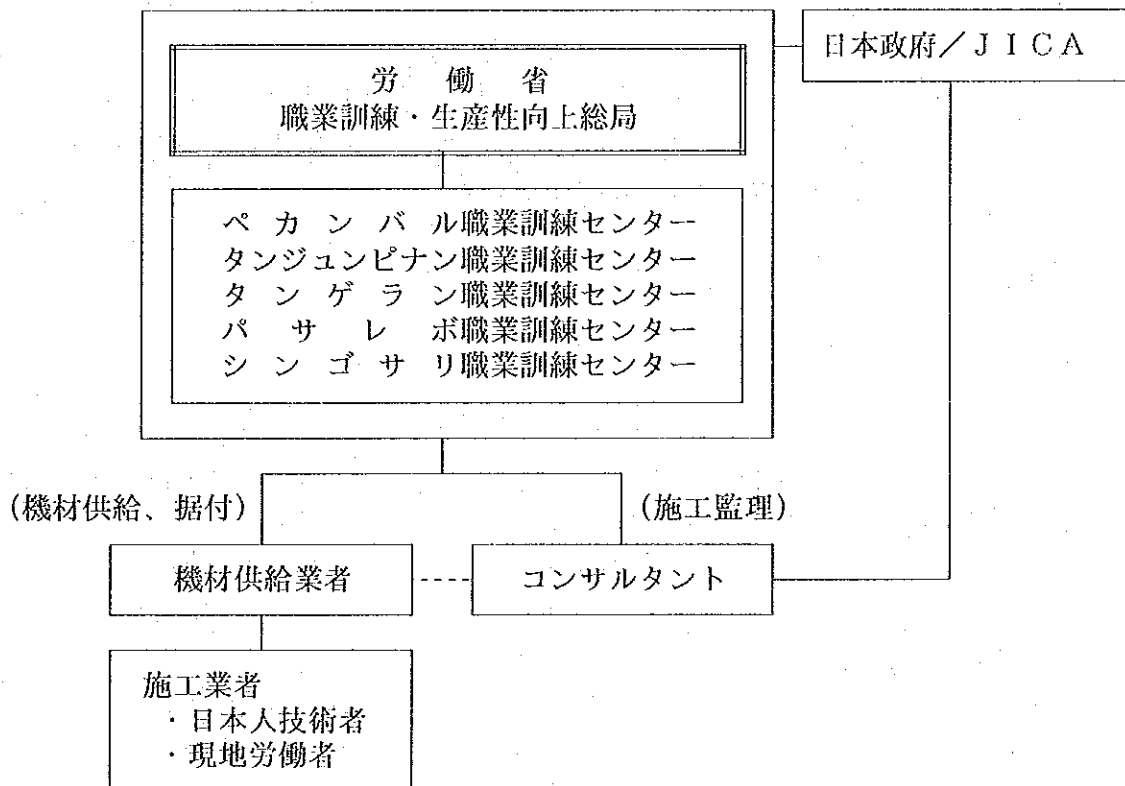 日本政府／ＪＩＣＡ
労働省
職業訓練・生産性向上総局
ペカンバル職業訓練センター
タンジュンピナン職業訓練センター
タンゲラン職業訓練センター
パサレボ職業訓練センター
シンゴサリ職業訓練センター
(機材供給、据付)
(施工監理)
機材供給業者
コンサルタント
施工業者
・日本人技術者
・現地労働者